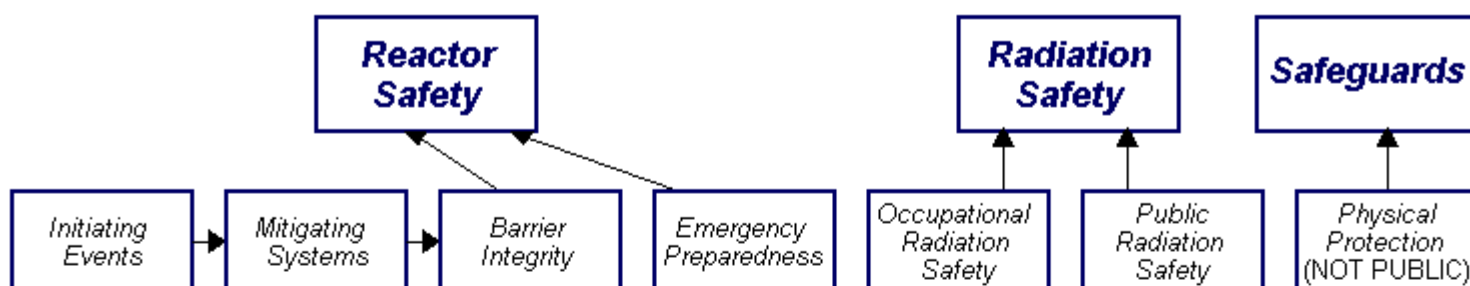 Reactor
Safety
Radiation
Safety
Safeguards
Initiating
Events
Mitigating
Systems
Barrier
Integrity
Emergency
Preparedness
Occupational
Radiation
Safety
Public
Radiation
Safety
Physical
Protection
(NOT PUBLIC)